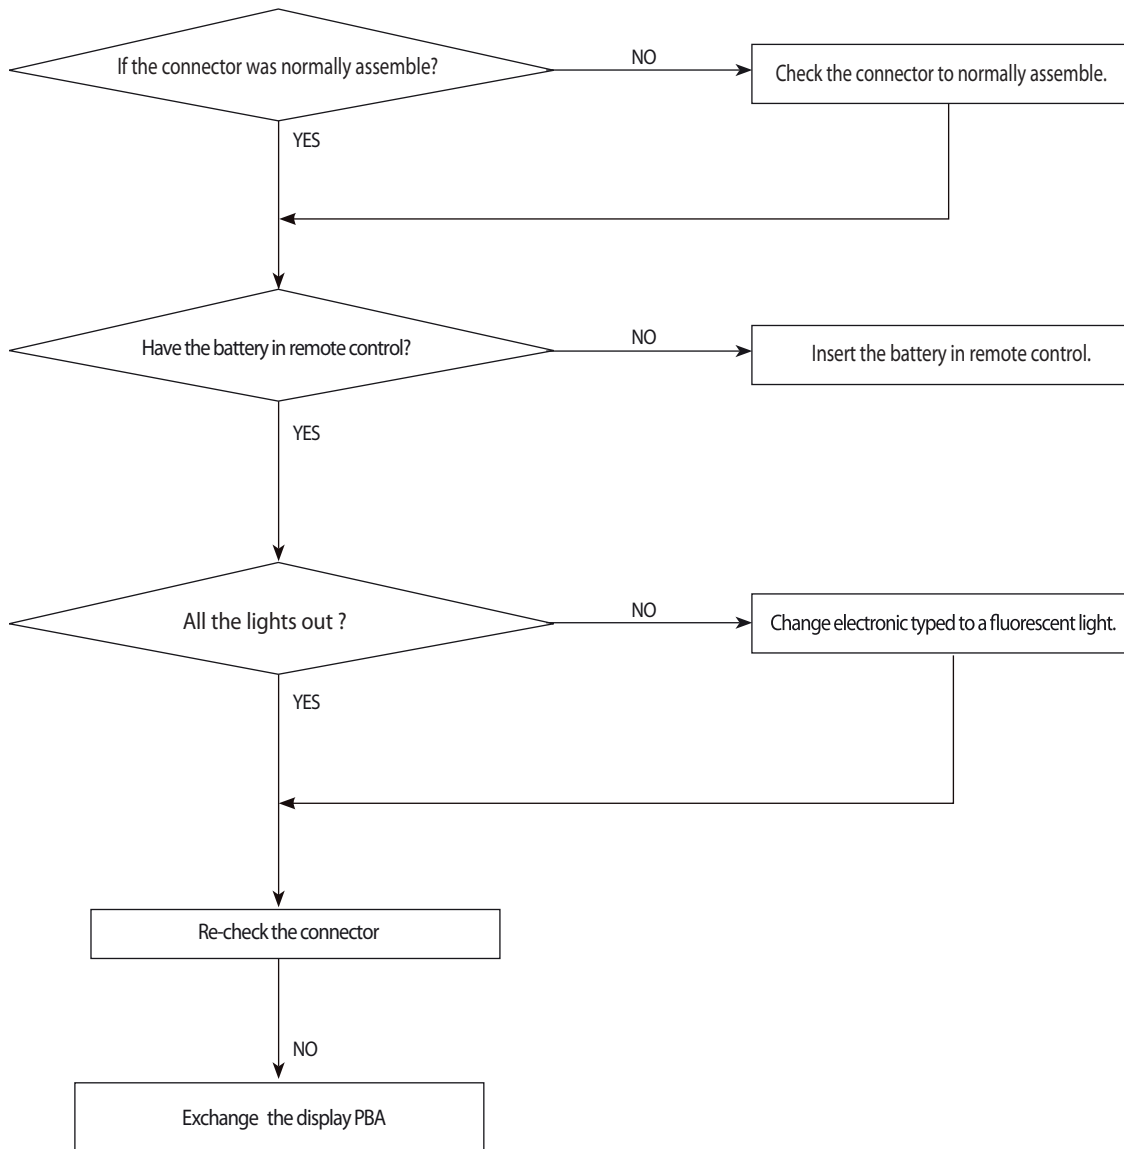 If the connector was normally assemble?
NO
Check the connector to normally assemble.
YES
Have the battery in remote control?
NO
Insert the battery in remote control.
YES
All the lights out ?
NO
Change electronic typed to a fluorescent light.
YES
Re-check the connector
NO
Exchange the display PBA